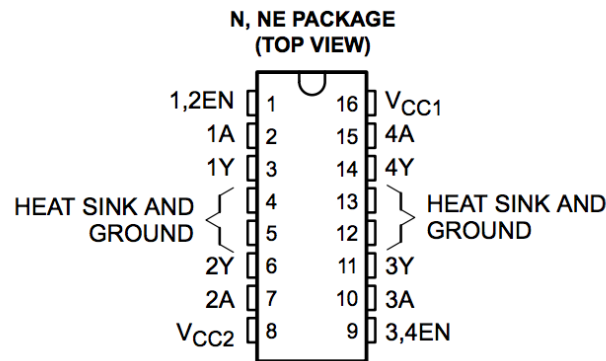 N, NE PACKAGE
(TOP VIEW)
1,2EN 1 16 VCC1
1A 2 15 4A
1Y 3 14 4Y
HEAT SINK AND GROUND 4 13 HEAT SINK AND GROUND
5 12
2Y 6 11 3Y
2A 7 10 3A
VCC2 8 9 3,4EN